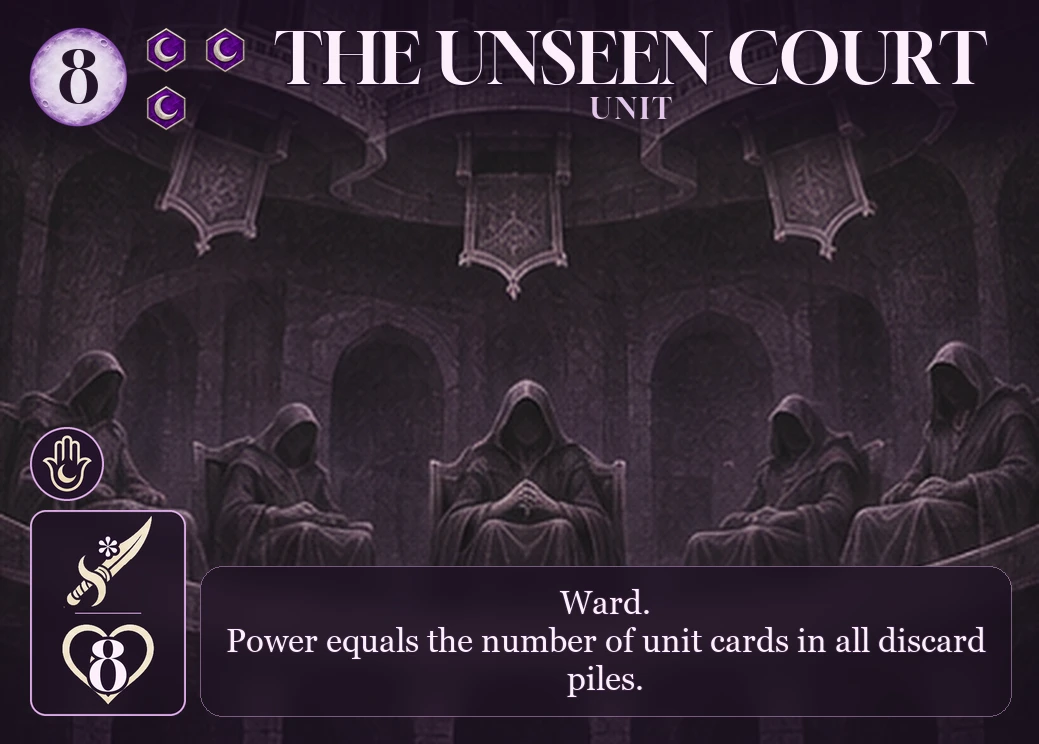 8
THE UNSEEN COURT
UNIT
*
8
Ward.
Power equals the number of unit cards in all discard
piles.